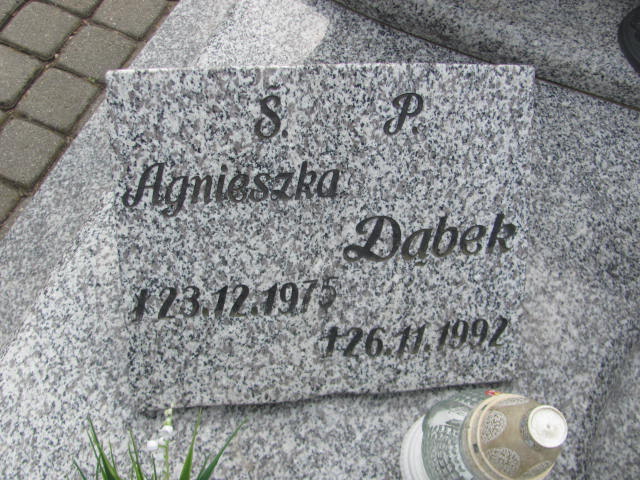 Ś. P.
Agnieszka
Dąbek
†23.12.1975
†26.11.1992